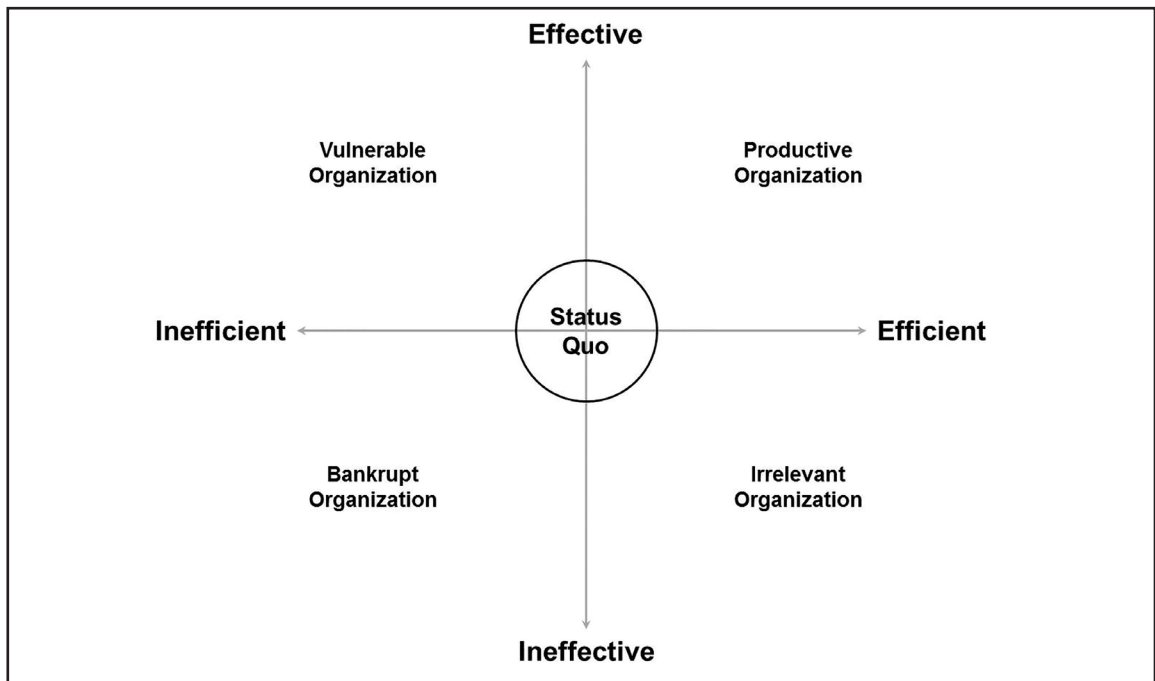 Effective
Vulnerable
Organization
Productive
Organization
Inefficient
Status
Quo
Efficient
Bankrupt
Organization
Irrelevant
Organization
Ineffective